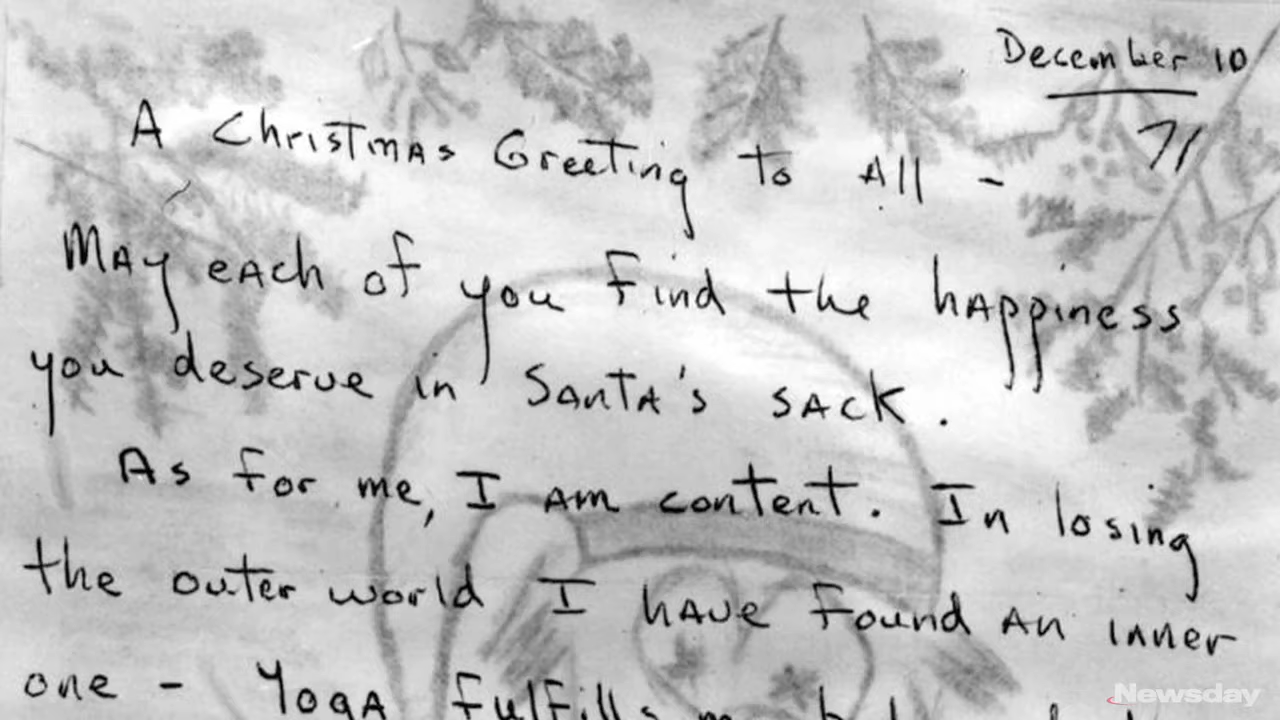 December 10
71
A Christmas Greeting to All -
May each of you find the happiness
you deserve in Santa's sack.
As for me, I am content. In losing
the outer world I have found an inner
one - Yoga fulfills
Newsday